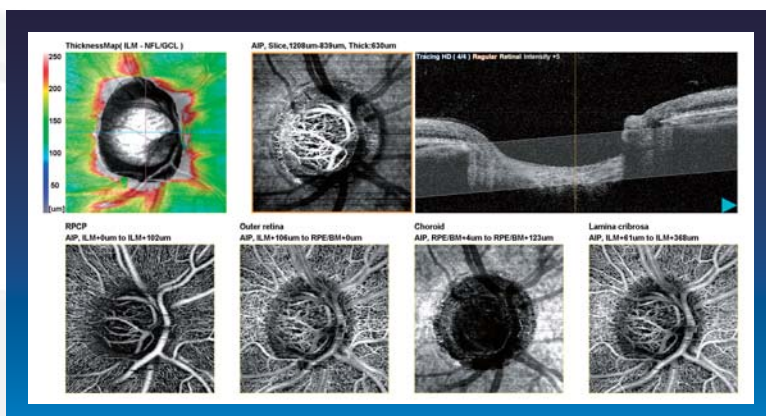 ThicknessMap( ILM - NFL/GCL )
250
200
150
100
50
[um]
AIP, Slice,1208um-839um, Thick:630um
Tracing HD ( 4/4 ) Regular Retinal Intensity +5
RPCP
AIP, ILM+0um to ILM+102um
Outer retina
AIP, ILM+106um to RPE/BM+0um
Choroid
AIP, RPE/BM+4um to RPE/BM+123um
Lamina cribrosa
AIP, ILM+61um to ILM+368um